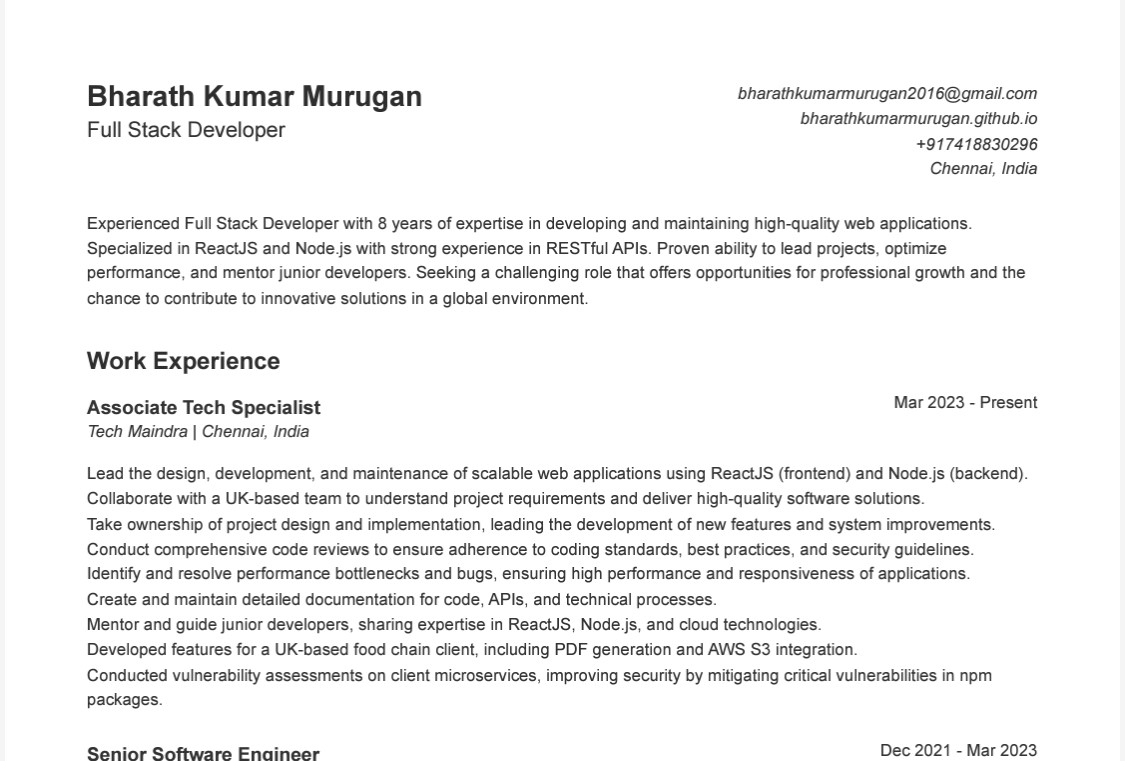 Bharath Kumar Murugan
Full Stack Developer
bharathkumarmurugan2016@gmail.com
bharathkumarmurugan.github.io
+917418830296
Chennai, India
Experienced Full Stack Developer with 8 years of expertise in developing and maintaining high-quality web applications.
Specialized in ReactJS and Node.js with strong experience in RESTful APIs. Proven ability to lead projects, optimize
performance, and mentor junior developers. Seeking a challenging role that offers opportunities for professional growth and the
chance to contribute to innovative solutions in a global environment.
Work Experience
Associate Tech Specialist
Mar 2023 - Present
Tech Maindra | Chennai, India
Lead the design, development, and maintenance of scalable web applications using ReactJS (frontend) and Node.js (backend).
Collaborate with a UK-based team to understand project requirements and deliver high-quality software solutions.
Take ownership of project design and implementation, leading the development of new features and system improvements.
Conduct comprehensive code reviews to ensure adherence to coding standards, best practices, and security guidelines.
Identify and resolve performance bottlenecks and bugs, ensuring high performance and responsiveness of applications.
Create and maintain detailed documentation for code, APIs, and technical processes.
Mentor and guide junior developers, sharing expertise in ReactJS, Node.js, and cloud technologies.
Developed features for a UK-based food chain client, including PDF generation and AWS S3 integration.
Conducted vulnerability assessments on client microservices, improving security by mitigating critical vulnerabilities in npm
packages.
Senior Software Engineer
Dec 2021 - Mar 2023